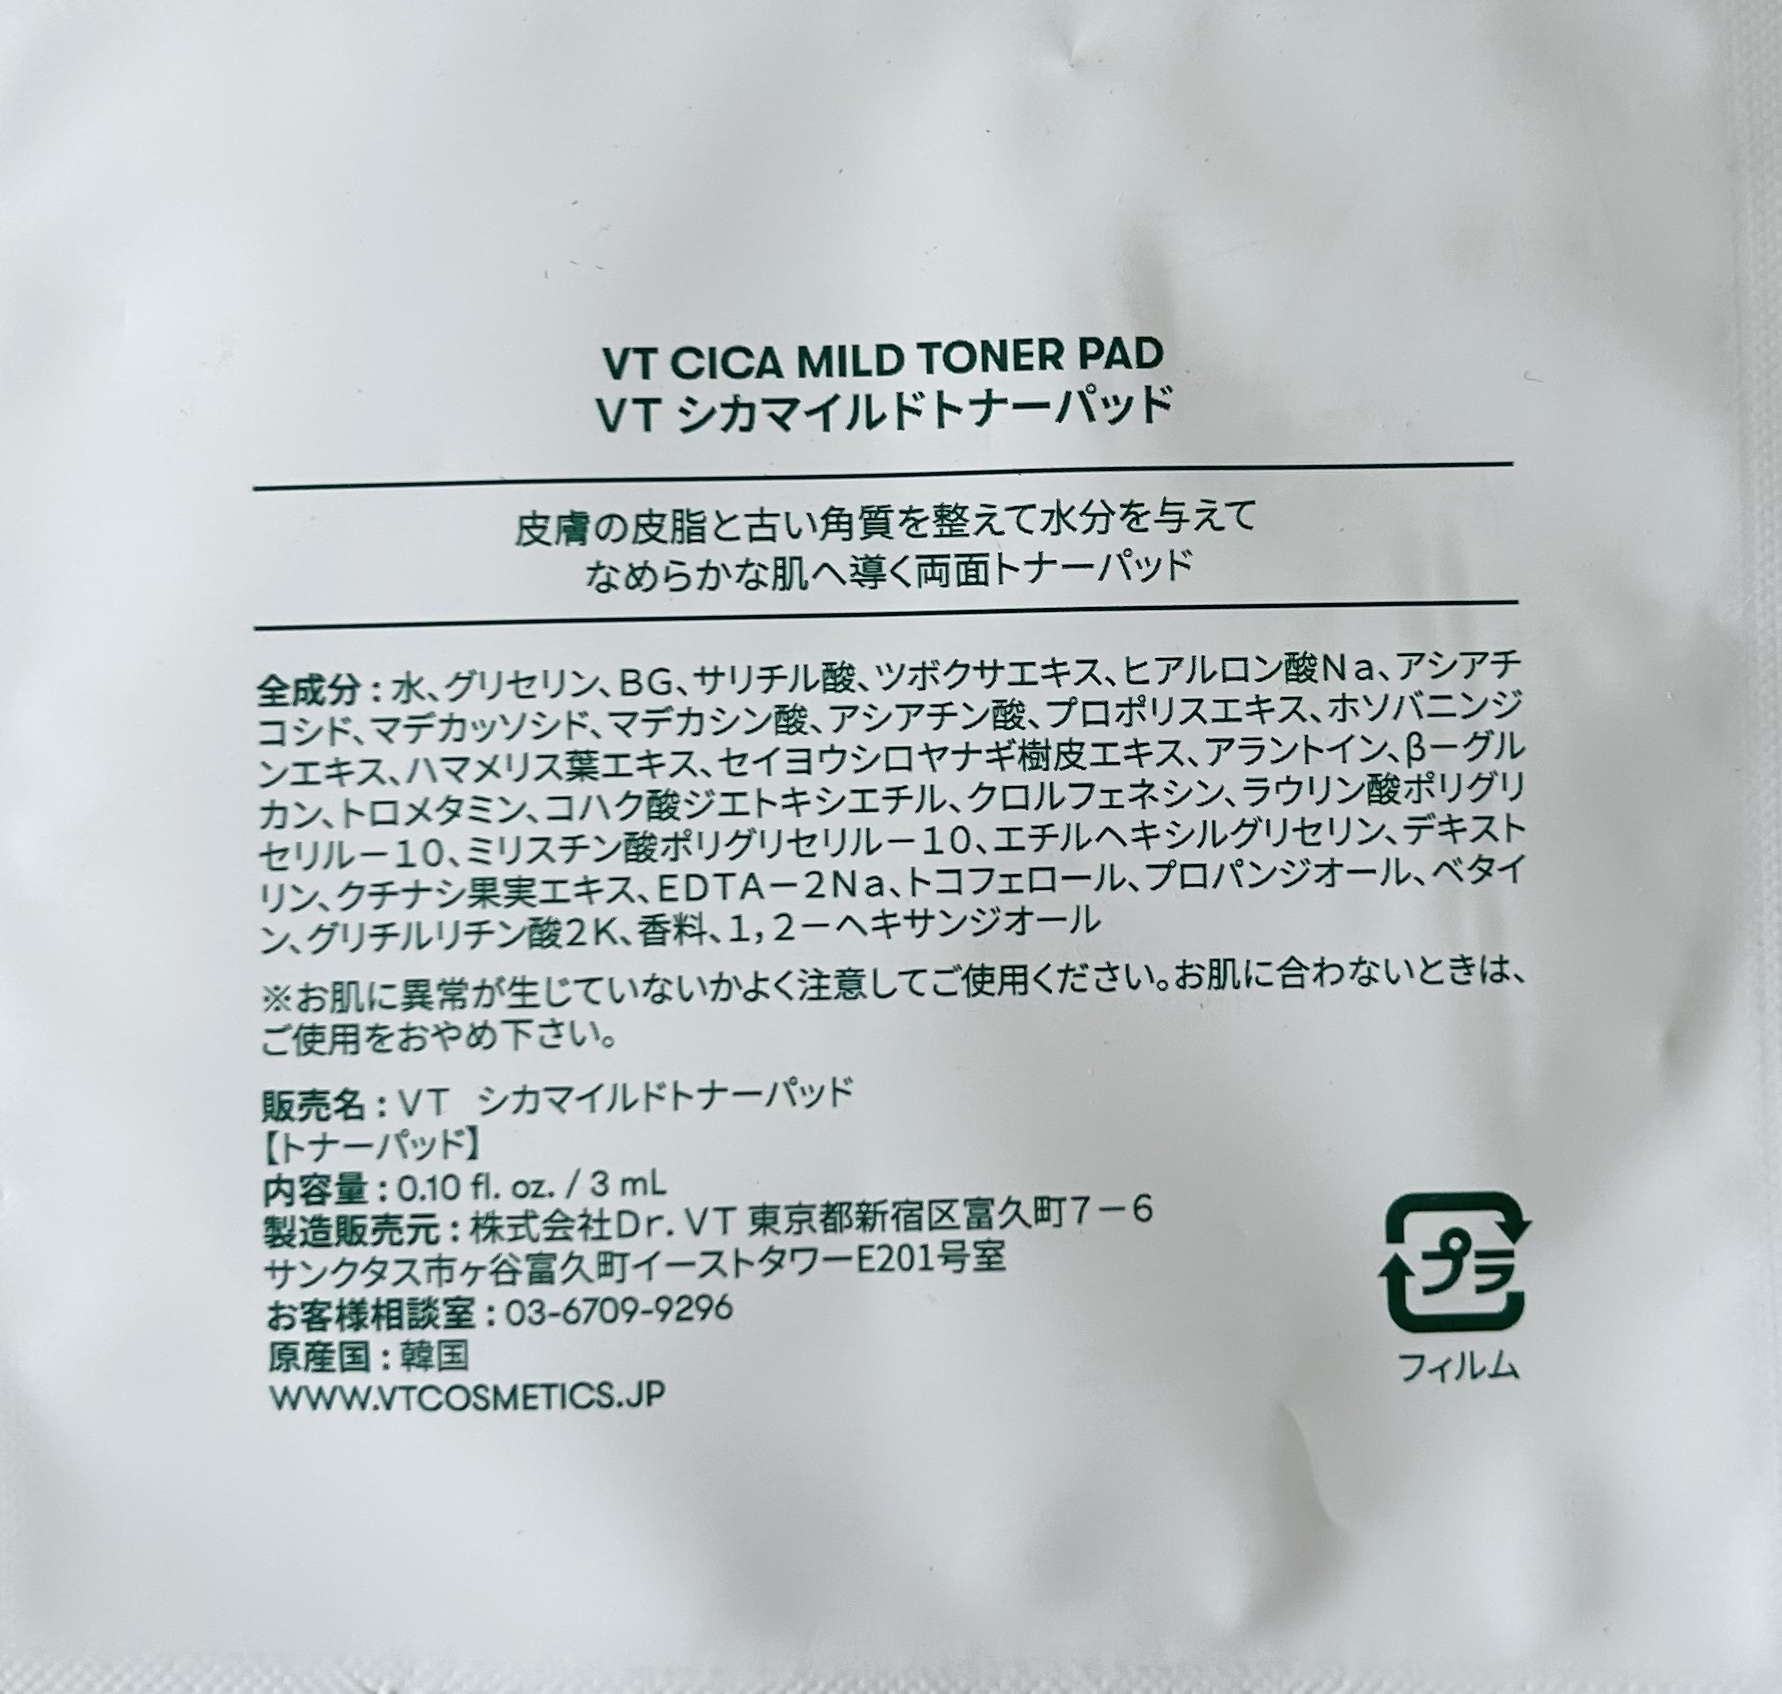 VT CICA MILD TONER PAD
VT シカマイルドトナーパッド
皮膚の皮脂と古い角質を整えて水分を与えて
なめらかな肌へ導く両面トナーパッド
全成分：水、グリセリン、BG、サリチル酸、ツボクサエキス、ヒアルロン酸Na、アシアチ
コシド、マデカッソシド、マデカシン酸、アシアチン酸、プロポリスエキス、ホソバニンジ
ンエキス、ハマメリス葉エキス、セイヨウシロヤナギ樹皮エキス、アラントイン、β－グル
カン、トロメタミン、コハク酸ジエトキシエチル、クロルフェネシン、ラウリン酸ポリグリ
セリル－10、ミリスチン酸ポリグリセリル－10、エチルヘキシルグリセリン、デキスト
リン、クチナシ果実エキス、EDTA－2Na、トコフェロール、プロパンジオール、ベタイ
ン、グリチルリチン酸2K、香料、1，2－ヘキサンジオール
※お肌に異常が生じていないかよく注意してご使用ください。お肌に合わないときは、
ご使用をおやめ下さい。
販売名：VT シカマイルドトナーパッド
【トナーパッド】
内容量：0.10 fl. oz. / 3 mL
製造販売元：株式会社Dr. VT 東京都新宿区富久町7－6
サンクタス市ヶ谷富久町イーストタワーE201号室
お客様相談室：03-6709-9296
原産国：韓国
WWW.VTCOSMETICS.JP
プラ
フィルム